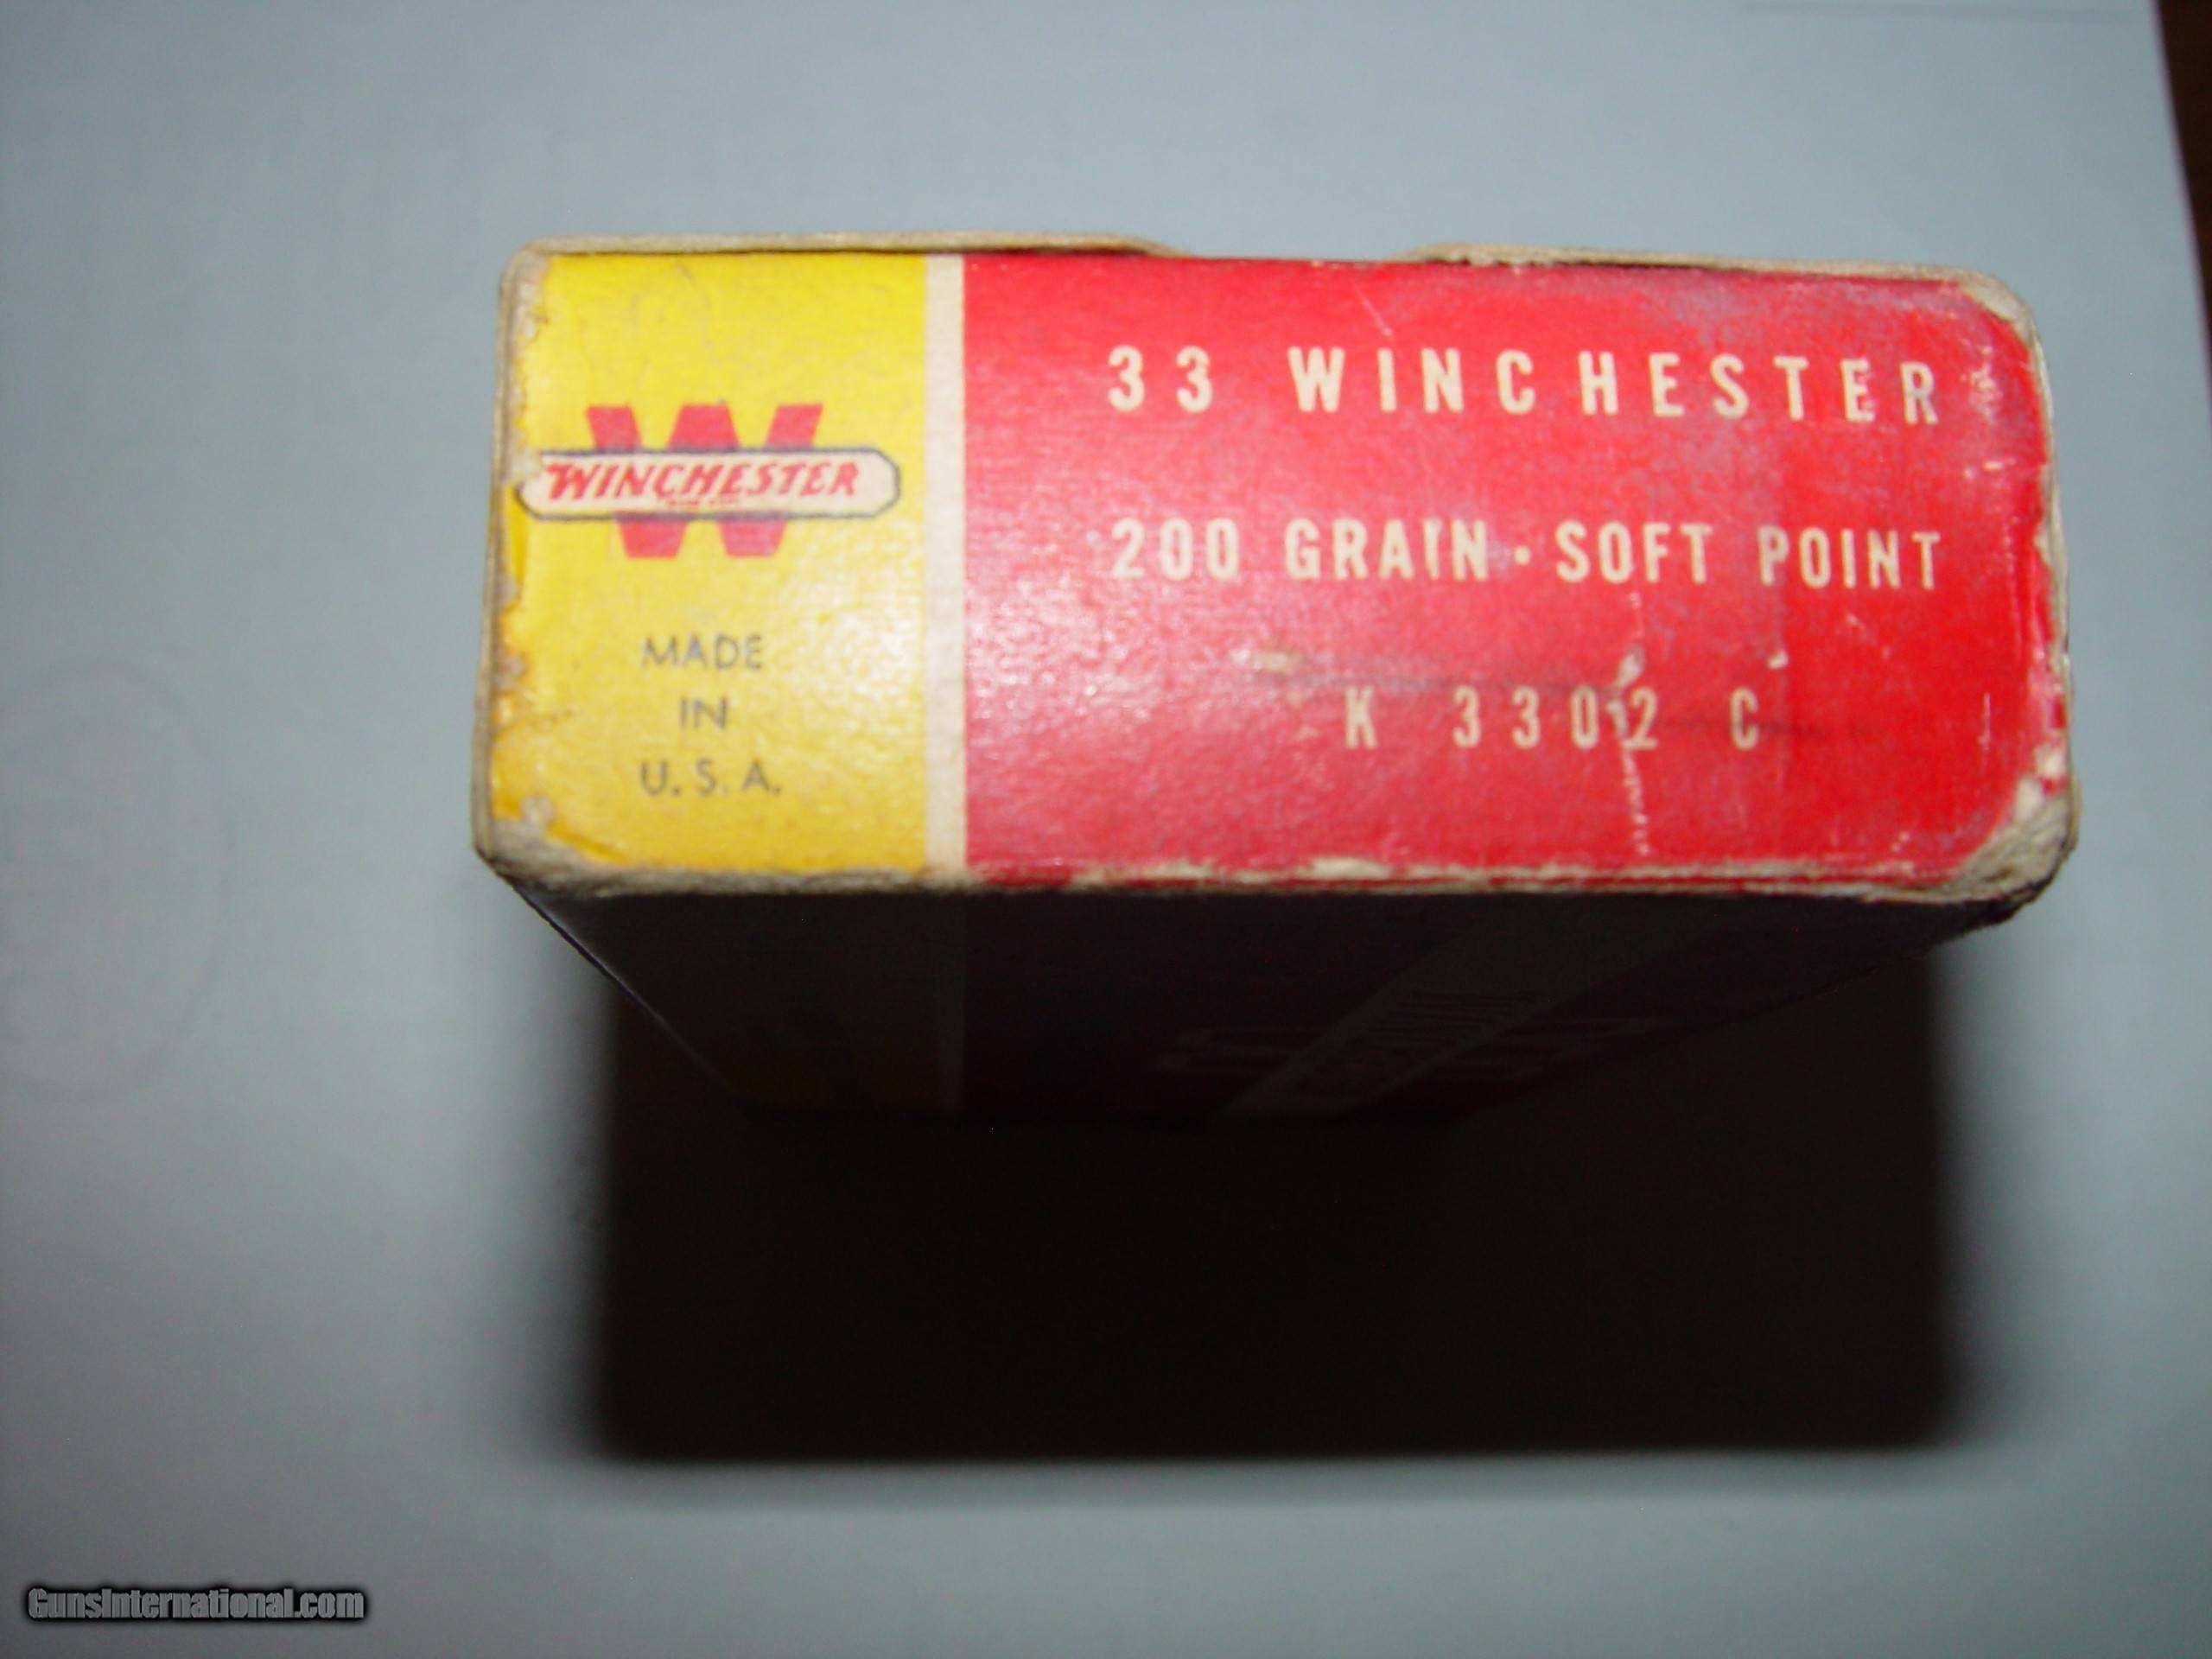 W
WINCHESTER
MADE
IN
U.S.A.
33 WINCHESTER
200 GRAIN · SOFT POINT
K 3302 C
GunsInternational.com